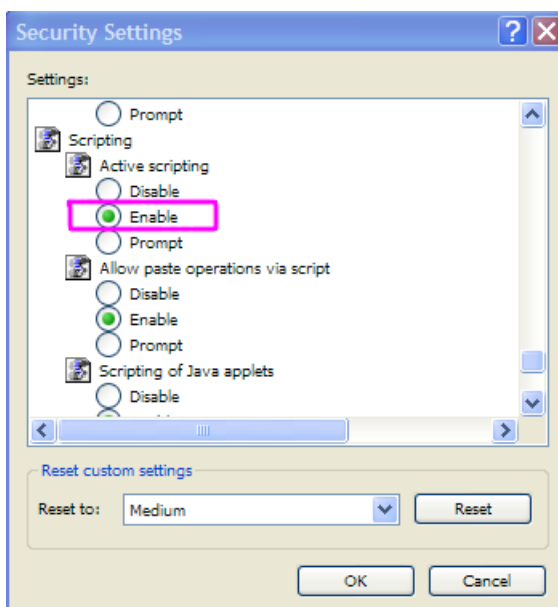 Security Settings
Settings:
Prompt
Scripting
Active scripting
Disable
Enable
Prompt
Allow paste operations via script
Disable
Enable
Prompt
Scripting of Java applets
Disable
Reset custom settings
Reset to: Medium Reset
OK Cancel